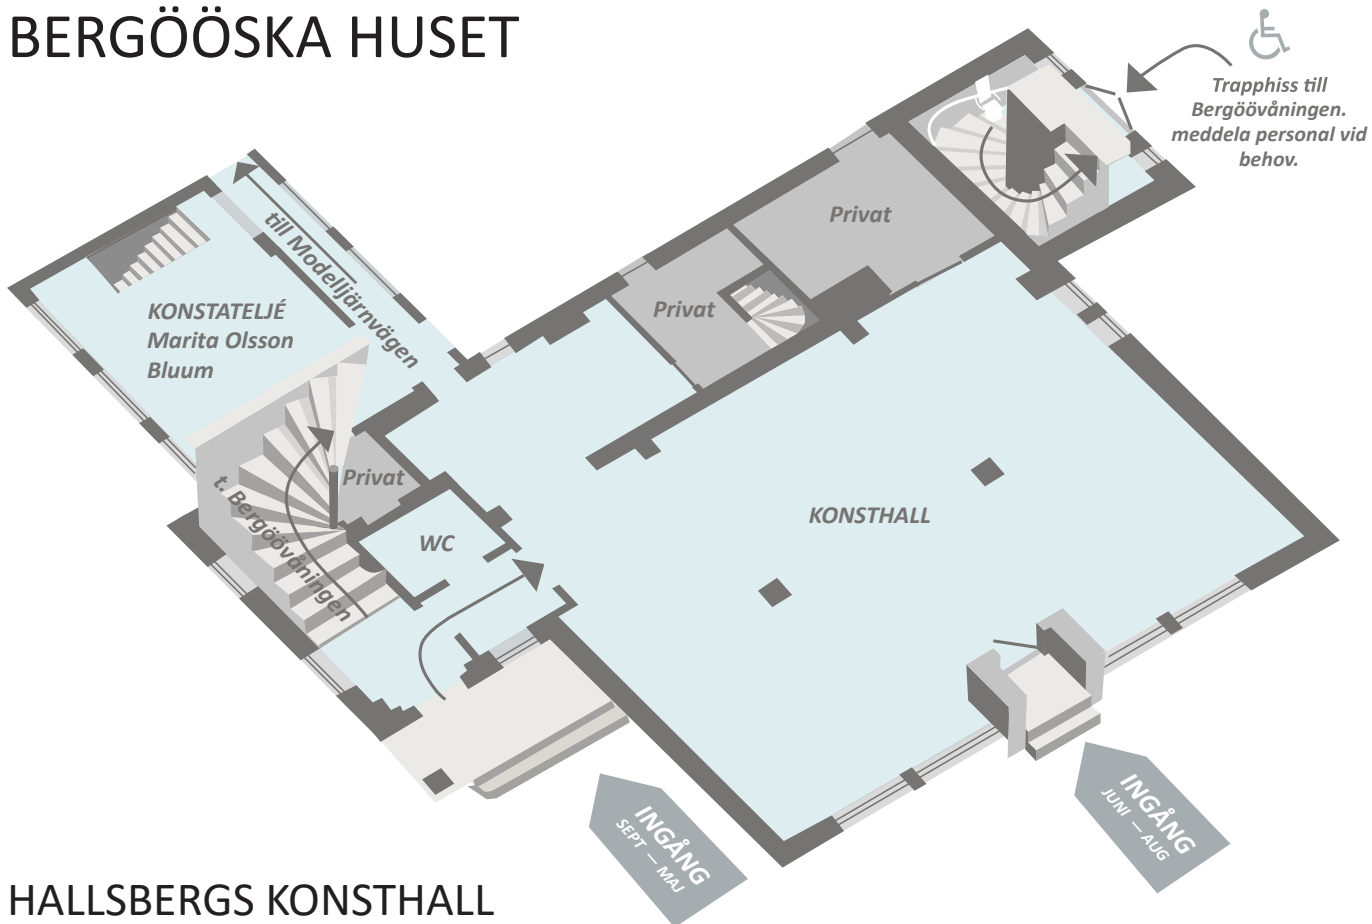 BERGÖÖSKA HUSET
Trapphiss till
Bergöövåningen.
meddela personal vid
behov.
till Modelljärnvägen
Privat
Privat
KONSTATELJÉ
Marita Olsson
Bluum
Privat
t. Bergöövåningen
WC
KONSTHALL
INGÅNG
SEPT — MAJ
INGÅNG
JUNI — AUG
HALLSBERGS KONSTHALL